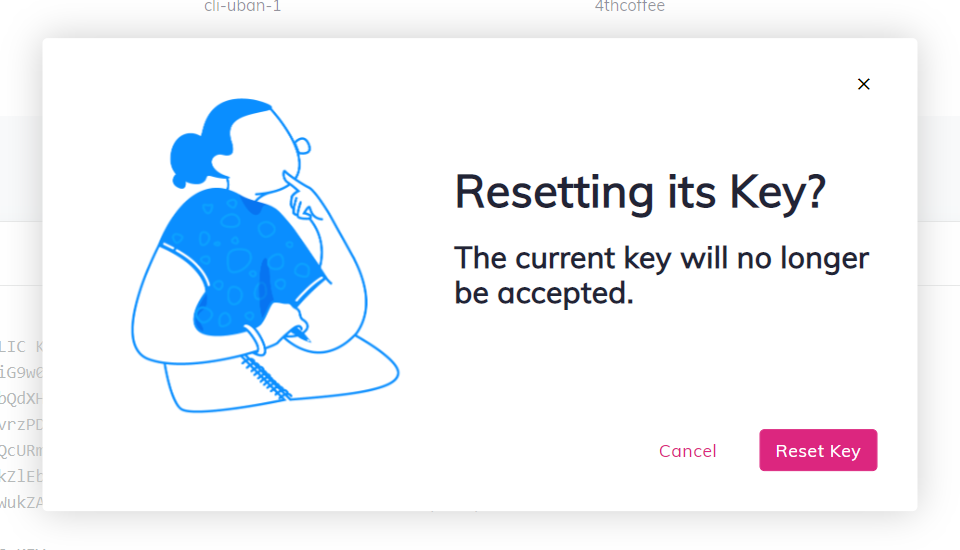 cli-uban-1 4thcoffee
Resetting its Key?
The current key will no longer
be accepted.
LIC K
iG9w0
QdXH
vrzPD
QcURm
kZlEb
WukZA
Cancel Reset Key